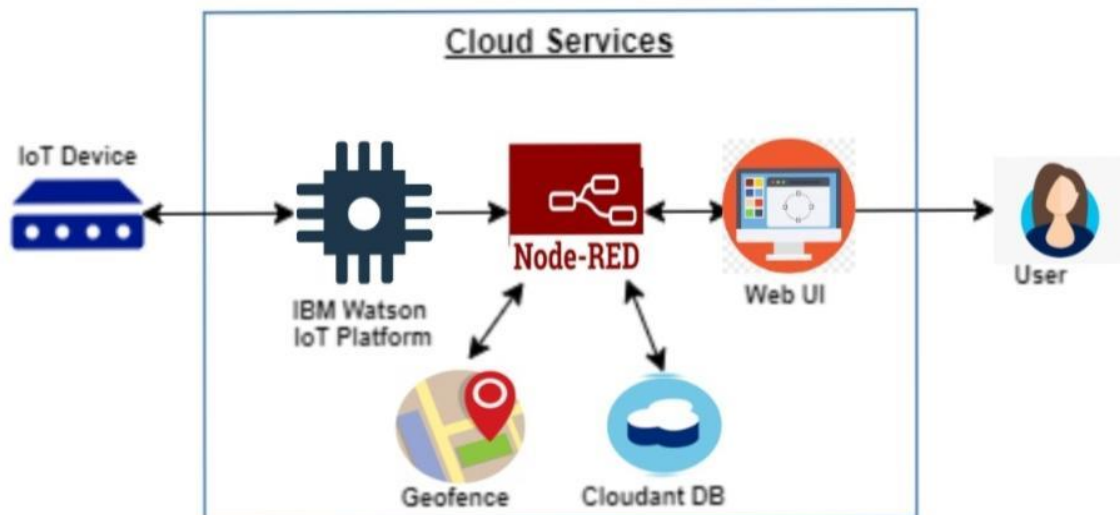 Cloud Services
IoT Device
Node-RED
IBM Watson
IoT Platform
Web UI
User
Geofence
Cloudant DB